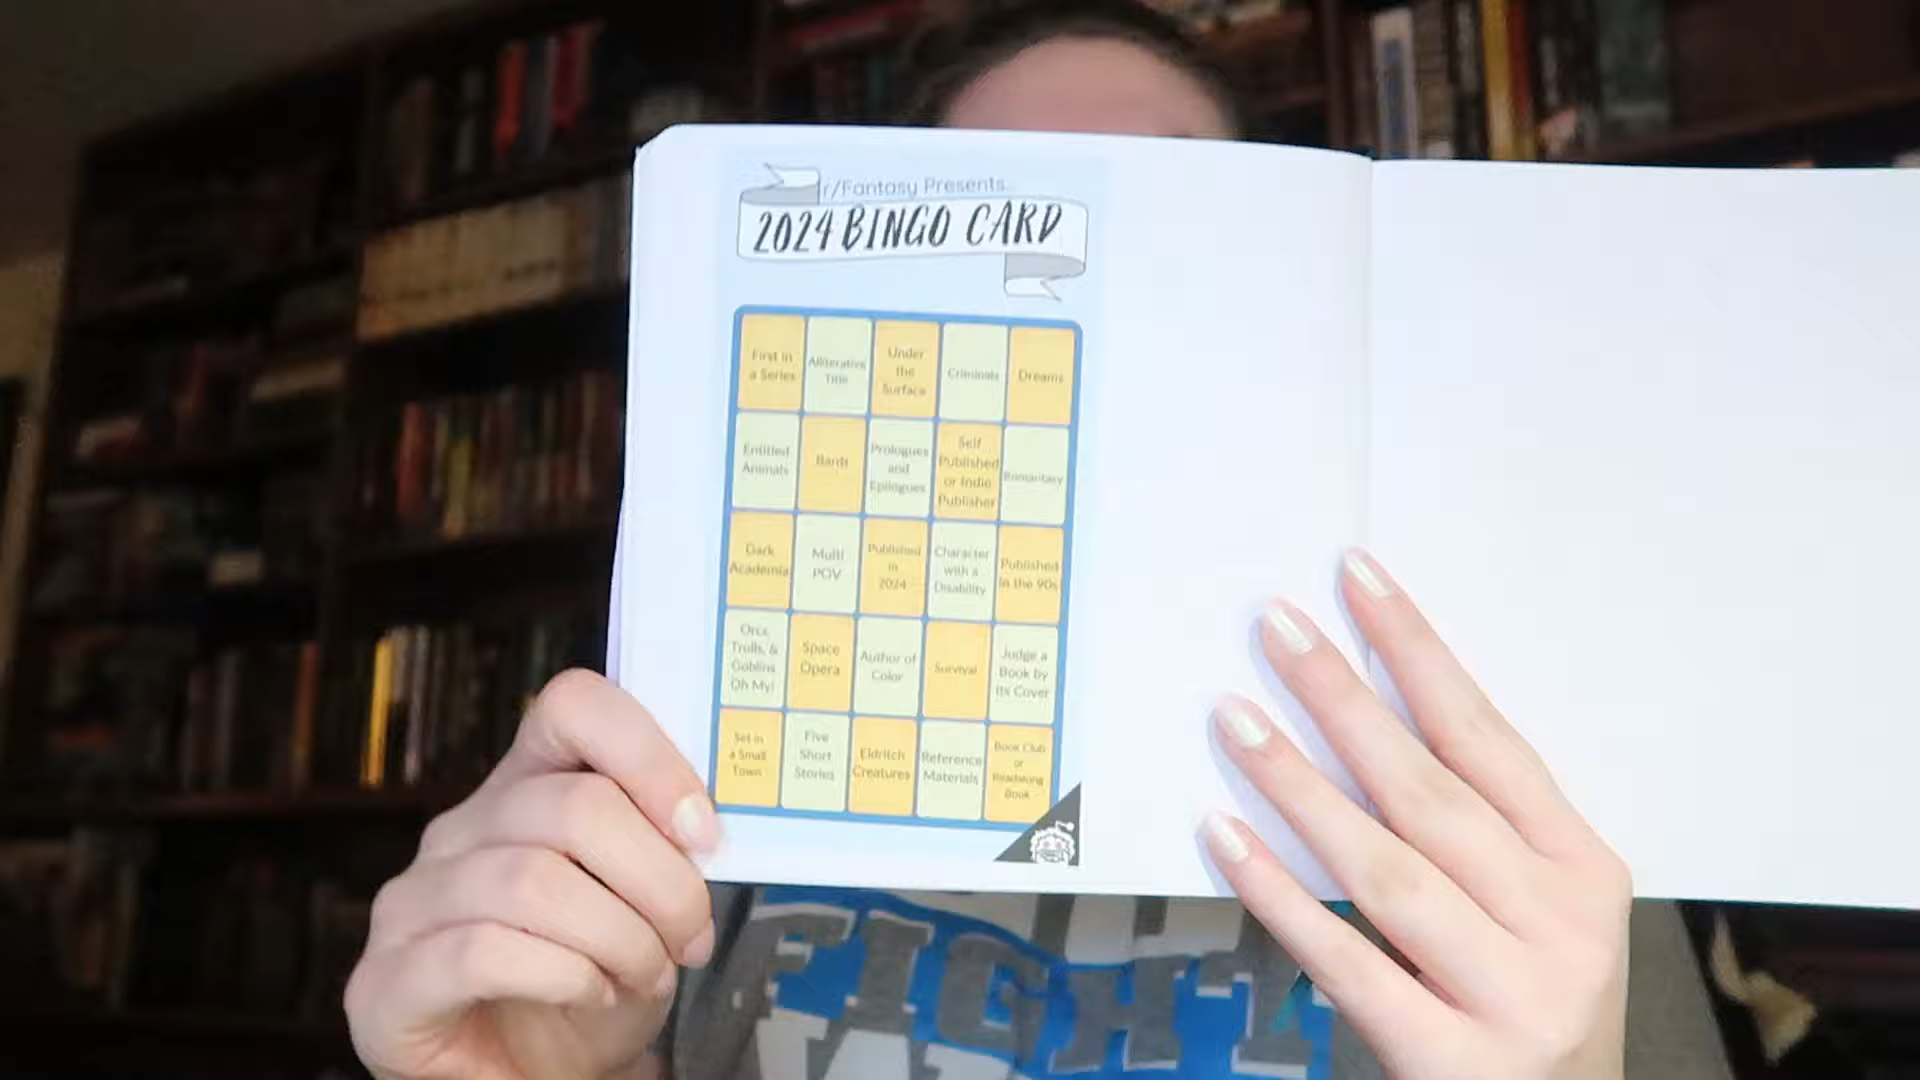 r/Fantasy Presents
2024 BINGO CARD
First in
a Series
Alliterative
Title
Under
the
Surface
Criminals
Dreams
Entitled
Animals
Bards
Prologues
and
Epilogues
Self
Published
or Indie
Publisher
Romantasy
Dark
Academia
Multi
POV
Published
in
2024
Character
with a
Disability
Published
in the 90s
Orcs,
Trolls, &
Goblins
Oh My!
Space
Opera
Author of
Color
Survival
Judge a
Book by
Its Cover
Set in
a Small
Town
Five
Short
Stories
Eldritch
Creatures
Reference
Materials
Book Club
or
Readalong
Book
FIGHT